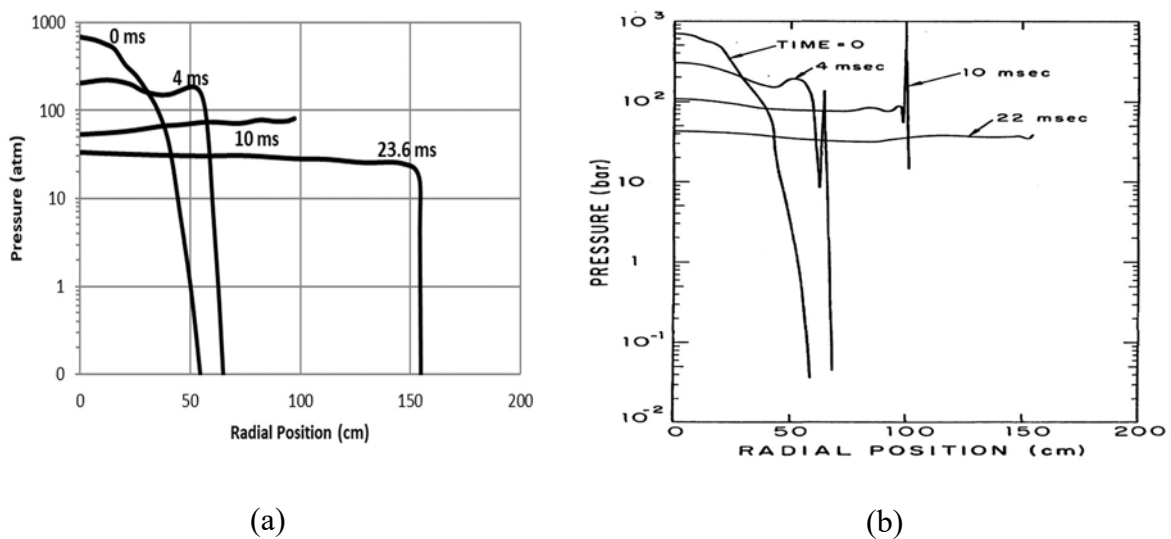 1000
100
10
1
0
Pressure (atm)
0 ms
4 ms
10 ms
23.6 ms
0 50 100 150 200
Radial Position (cm)
(a)
10³
10²
10
1
10⁻¹
10⁻²
PRESSURE (bar)
TIME = 0
4 msec
10 msec
22 msec
0 50 100 150 200
RADIAL POSITION (cm)
(b)